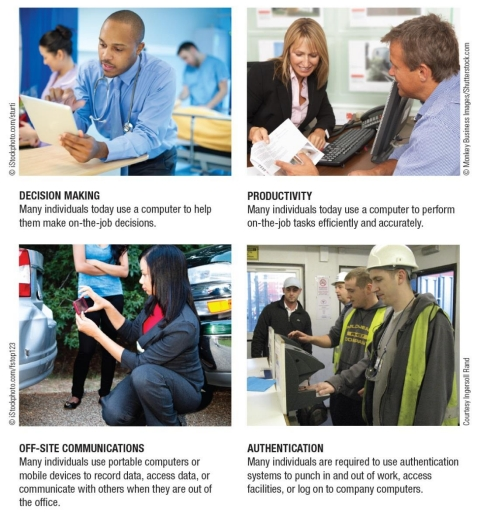 © iStockphoto.com/sturti
© Monkey Business Images/Shutterstock.com
DECISION MAKING
Many individuals today use a computer to help
them make on-the-job decisions.
PRODUCTIVITY
Many individuals today use a computer to perform
on-the-job tasks efficiently and accurately.
© iStockphoto.com/fstop123
Courtesy Ingersoll Rand
OFF-SITE COMMUNICATIONS
Many individuals use portable computers or
mobile devices to record data, access data, or
communicate with others when they are out of
the office.
AUTHENTICATION
Many individuals are required to use authentication
systems to punch in and out of work, access
facilities, or log on to company computers.